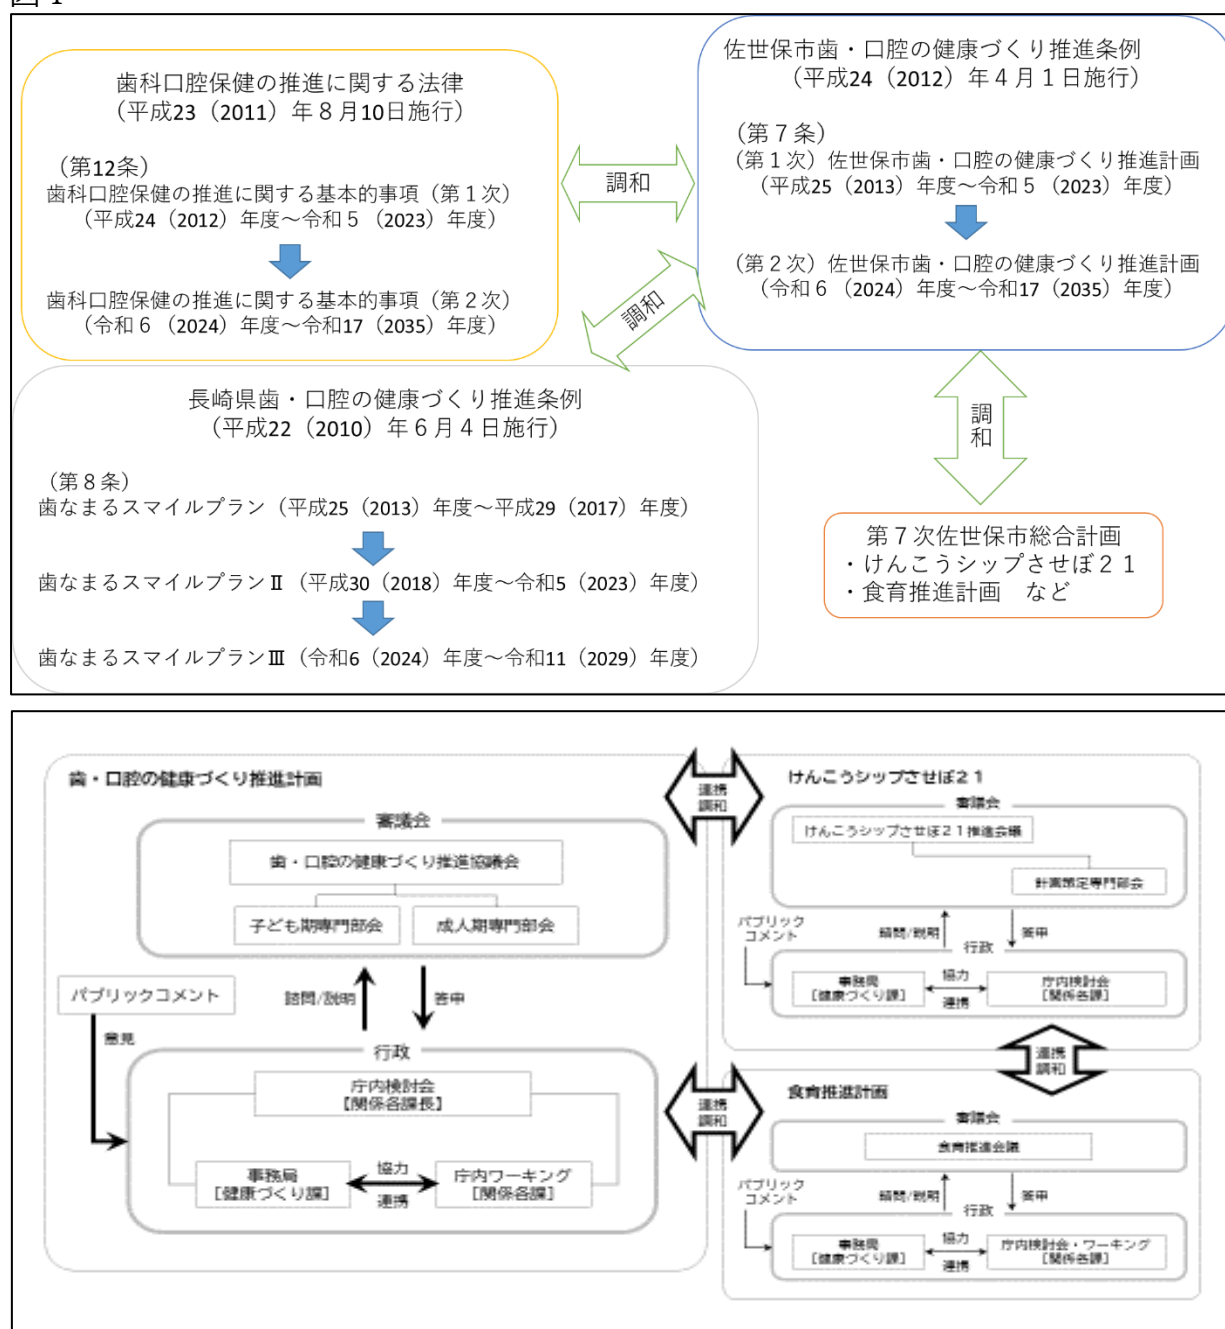 図１
歯科口腔保健の推進に関する法律
（平成23（2011）年８月10日施行）
（第12条）
歯科口腔保健の推進に関する基本的事項（第１次）
（平成24（2012）年度～令和５（2023）年度）
歯科口腔保健の推進に関する基本的事項（第２次）
（令和６（2024）年度～令和17（2035）年度）
調和
佐世保市歯・口腔の健康づくり推進条例
（平成24（2012）年４月１日施行）
（第７条）
（第１次）佐世保市歯・口腔の健康づくり推進計画
（平成25（2013）年度～令和５（2023）年度）
（第２次）佐世保市歯・口腔の健康づくり推進計画
（令和６（2024）年度～令和17（2035）年度）
調和
長崎県歯・口腔の健康づくり推進条例
（平成22（2010）年６月４日施行）
（第８条）
歯なまるスマイルプラン（平成25（2013）年度～平成29（2017）年度）
歯なまるスマイルプランⅡ（平成30（2018）年度～令和5（2023）年度）
歯なまるスマイルプランⅢ（令和6（2024）年度～令和11（2029）年度）
調和
第７次佐世保市総合計画
・けんこうシップさせぼ２１
・食育推進計画　など
歯・口腔の健康づくり推進計画
審議会
歯・口腔の健康づくり推進協議会
子ども期専門部会
成人期専門部会
パブリックコメント
意見
諮問/説明
答申
行政
庁内検討会
［関係各課長］
事務局
［健康づくり課］
協力
連携
庁内ワーキング
［関係各課］
連携
調和
連携
調和
けんこうシップさせぼ２１
審議会
けんこうシップさせぼ２１推進会議
計画策定専門部会
パブリック
コメント
諮問/説明
答申
行政
事務局
［健康づくり課］
協力
連携
庁内検討会
［関係各課］
連携
調和
食育推進計画
審議会
食育推進会議
パブリック
コメント
諮問/説明
答申
行政
事務局
［健康づくり課］
協力
連携
庁内検討会・ワーキング
［関係各課］